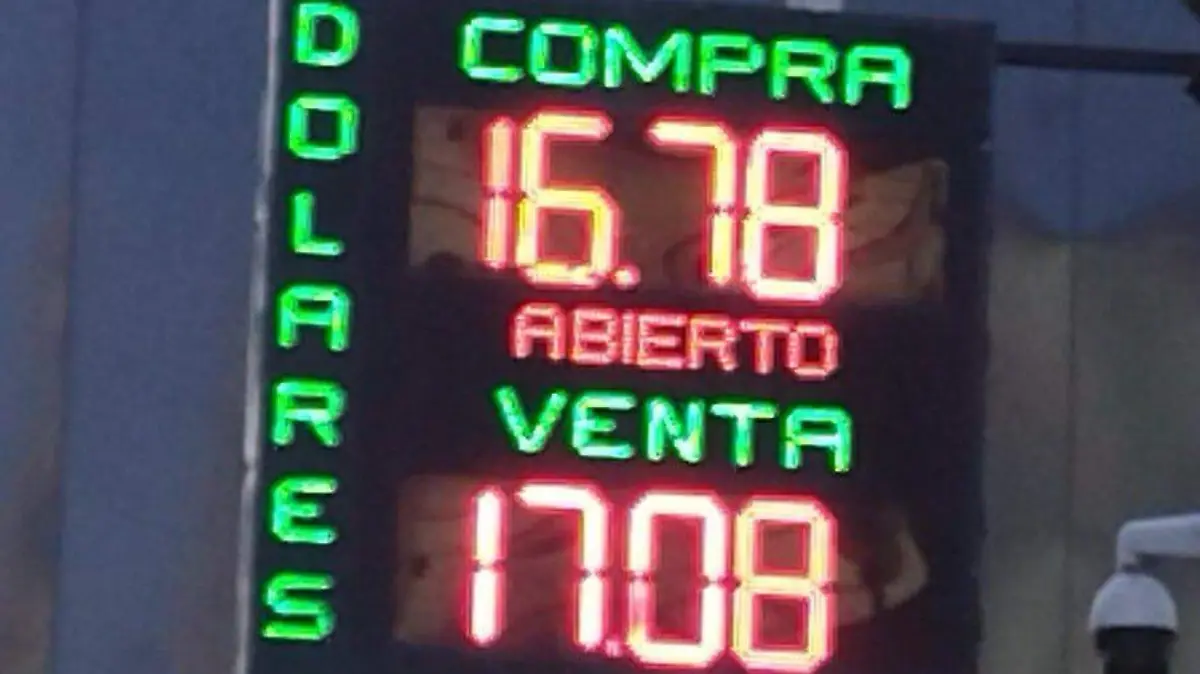 DOLARES
COMPRA
16.78
ABIERTO
VENTA
17.08